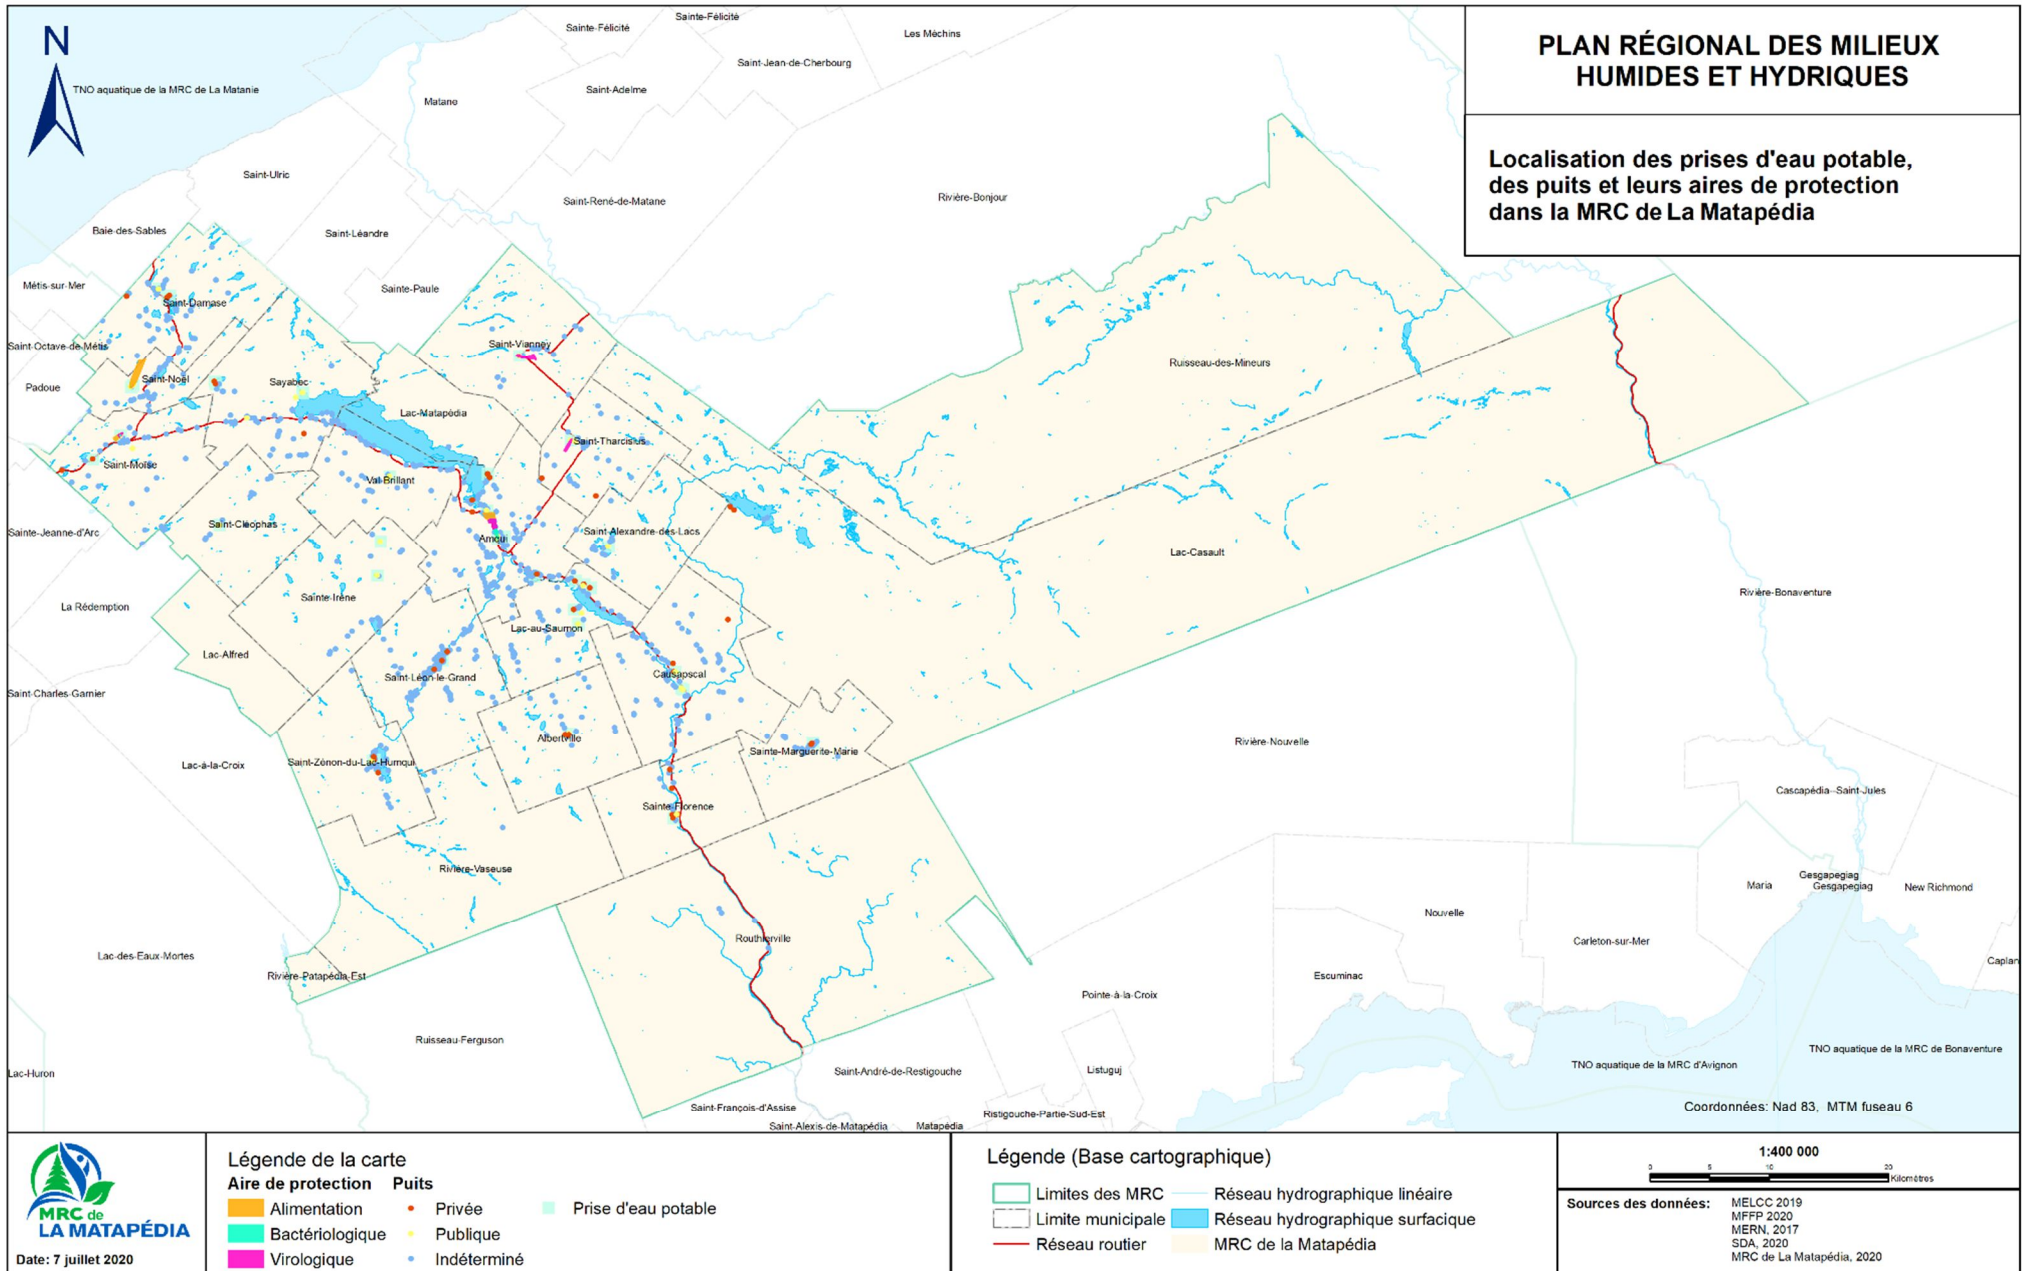 PLAN RÉGIONAL DES MILIEUX
HUMIDES ET HYDRIQUES
Localisation des prises d'eau potable,
des puits et leurs aires de protection
dans la MRC de La Matapédia
N
Sainte-Félicité
Sainte-Félicité
Les Méchins
Saint-Jean-de-Cherbourg
TNO aquatique de la MRC de La Matanie
Saint-Adelme
Matane
Saint-Ulric
Saint-René-de-Matane
Rivière-Bonjour
Baie-des-Sables
Saint-Léandre
Métis-sur-Mer
Sainte-Paule
Saint-Damase
Saint-Octave-de-Métis
Saint-Vianney
Ruisseau-des-Mineurs
Padoue
Saint-Noël
Sayabec
Lac-Matapédia
Saint-Tharcisius
Saint-Moïse
Val-Brillant
Saint-Cléophas
Sainte-Jeanne-d'Arc
Amqui
Saint-Alexandre-des-Lacs
Lac-Casault
Rivière-Bonaventure
Sainte-Irène
La Rédemption
Lac-au-Saumon
Lac-Alfred
Causapscal
Saint-Léon-le-Grand
Saint-Charles-Garnier
Albertville
Rivière-Nouvelle
Sainte-Marguerite-Marie
Saint-Zénon-du-Lac-Humqui
Lac-à-la-Croix
Cascapédia--Saint-Jules
Sainte-Florence
Rivière-Vaseuse
Gesgapegiag
Maria
Gesgapegiag
New Richmond
Nouvelle
Routhierville
Carleton-sur-Mer
Lac-des-Eaux-Mortes
Caplan
Rivière-Patapédia-Est
Escuminac
Pointe-à-la-Croix
Ruisseau-Ferguson
TNO aquatique de la MRC de Bonaventure
TNO aquatique de la MRC d'Avignon
Lac-Huron
Saint-André-de-Restigouche
Listuguj
Saint-François-d'Assise
Ristigouche-Partie-Sud-Est
Saint-Alexis-de-Matapédia
Matapédia
Coordonnées: Nad 83, MTM fuseau 6
MRC de
LA MATAPÉDIA
Date: 7 juillet 2020
Légende de la carte
Aire de protection Puits
Alimentation Privée Prise d'eau potable
Bactériologique Publique
Virologique Indéterminé
Légende (Base cartographique)
Limites des MRC Réseau hydrographique linéaire
Limite municipale Réseau hydrographique surfacique
Réseau routier MRC de la Matapédia
1:400 000
0 5 10 20
Kilomètres
Sources des données: MELCC 2019
MFFP 2020
MERN, 2017
SDA, 2020
MRC de La Matapédia, 2020